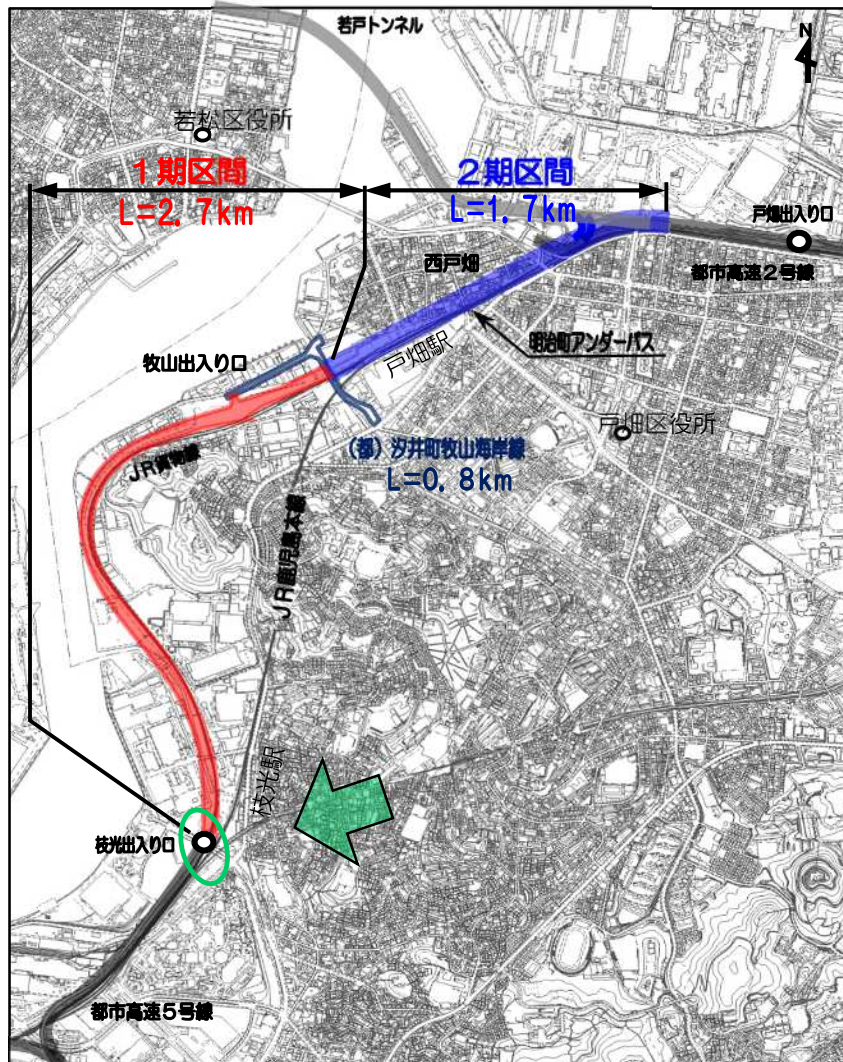 若戸トンネル
N
若松区役所
1期区間
L=2.7km
2期区間
L=1.7km
戸畑出入り口
都市高速2号線
西戸畑
戸畑駅
明治町アンダーパス
牧山出入り口
戸畑区役所
(都)汐井町牧山海岸線
L=0.8km
JR貨物線
JR鹿児島本線
枝光駅
枝光出入り口
都市高速5号線